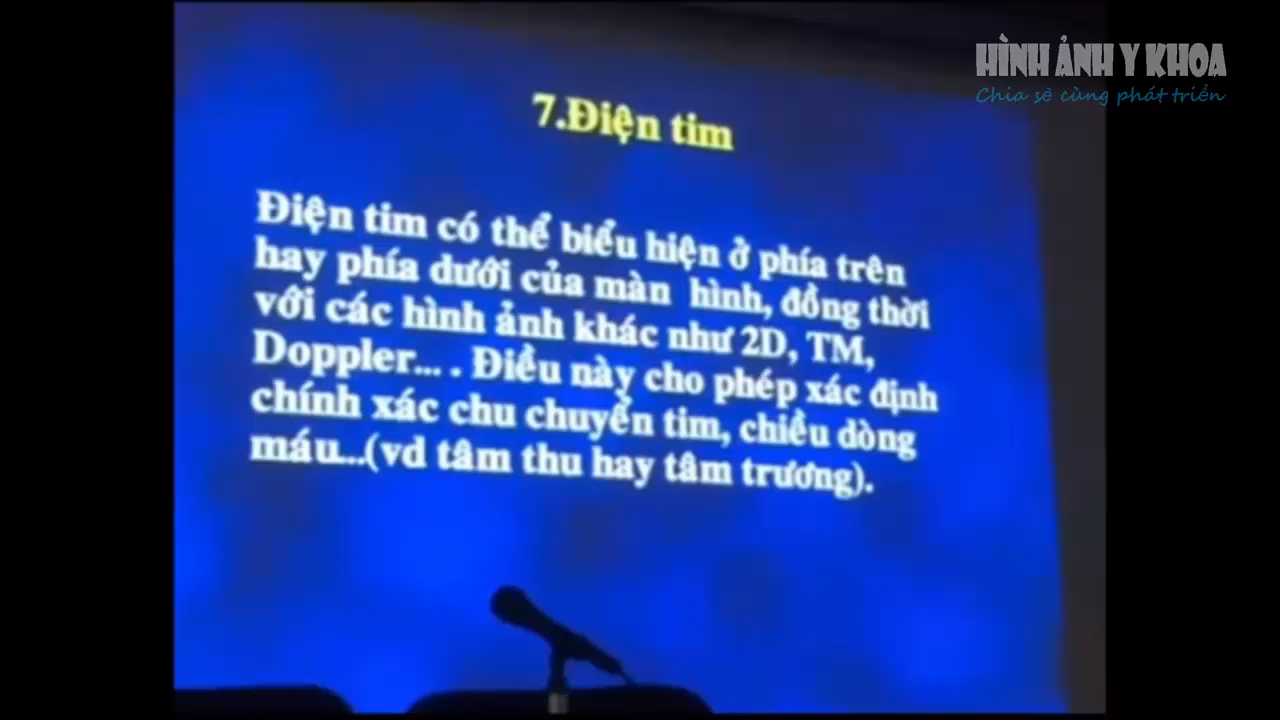 HÌNH ẢNH Y KHOA
Chia sẽ cùng phát triển
7.Điện tim
Điện tim có thể biểu hiện ở phía trên
hay phía dưới của màn hình, đồng thời
với các hình ảnh khác như 2D, TM,
Doppler... . Điều này cho phép xác định
chính xác chu chuyển tim, chiều dòng
máu...(vd tâm thu hay tâm trương).